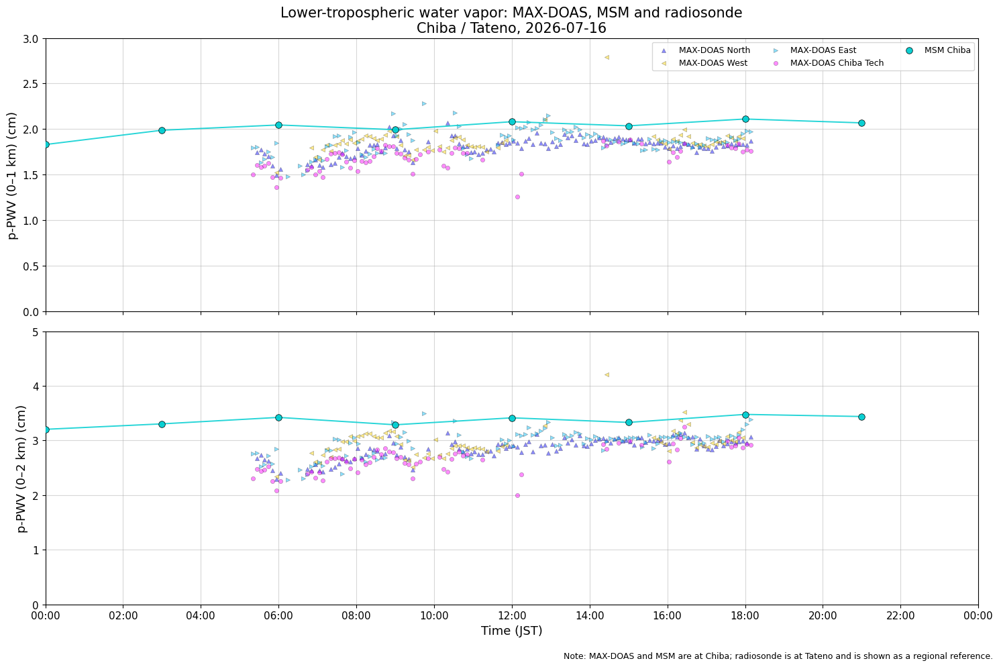 Lower-tropospheric water vapor: MAX-DOAS, MSM and radiosonde
Chiba / Tateno, 2026-07-16
3.0
2.5
2.0
1.5
1.0
0.5
0.0
p-PWV (0–1 km) (cm)
MAX-DOAS North
MAX-DOAS West
MAX-DOAS East
MAX-DOAS Chiba Tech
MSM Chiba
5
4
3
2
1
0
p-PWV (0–2 km) (cm)
00:00 02:00 04:00 06:00 08:00 10:00 12:00 14:00 16:00 18:00 20:00 22:00 00:00
Time (JST)
Note: MAX-DOAS and MSM are at Chiba; radiosonde is at Tateno and is shown as a regional reference.